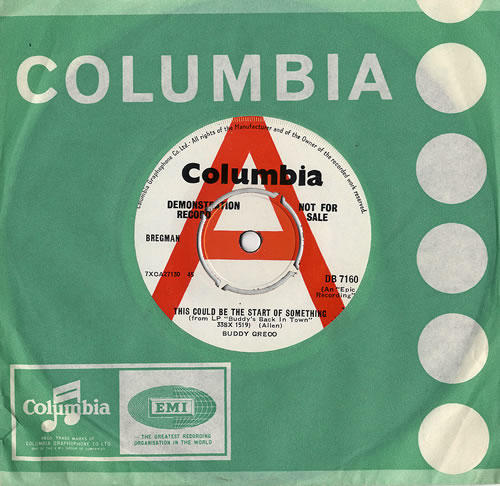 COLUMBIA
Columbia Graphophone Co. Ltd.- All rights of the Manufacturer and of the Owner of the recorded work reserved.
Columbia
DEMONSTRATION RECORD
NOT FOR SALE
BREGMAN
7XCA27130 45
DB 7160
(An "Epic Recording")
THIS COULD BE THE START OF SOMETHING
(from LP "Buddy's Back In Town"
33SX 1519) (Allen)
BUDDY GRECO
Columbia
REGD. TRADE MARKS OF
COLUMBIA GRAPHOPHONE CO LTD
EMI
THE GREATEST RECORDING
ORGANISATION IN THE WORLD